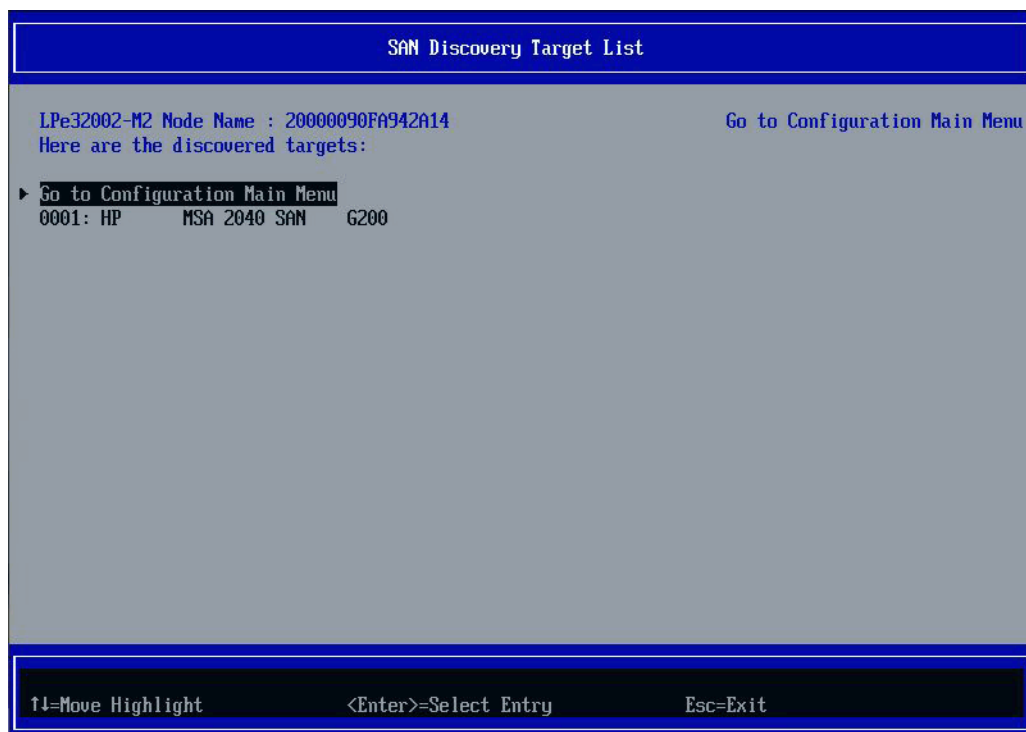 SAN Discovery Target List
LPe32002-M2 Node Name : 20000090FA942A14 Go to Configuration Main Menu
Here are the discovered targets:
Go to Configuration Main Menu
0001: HP MSA 2040 SAN G200
↑↓=Move Highlight <Enter>=Select Entry Esc=Exit